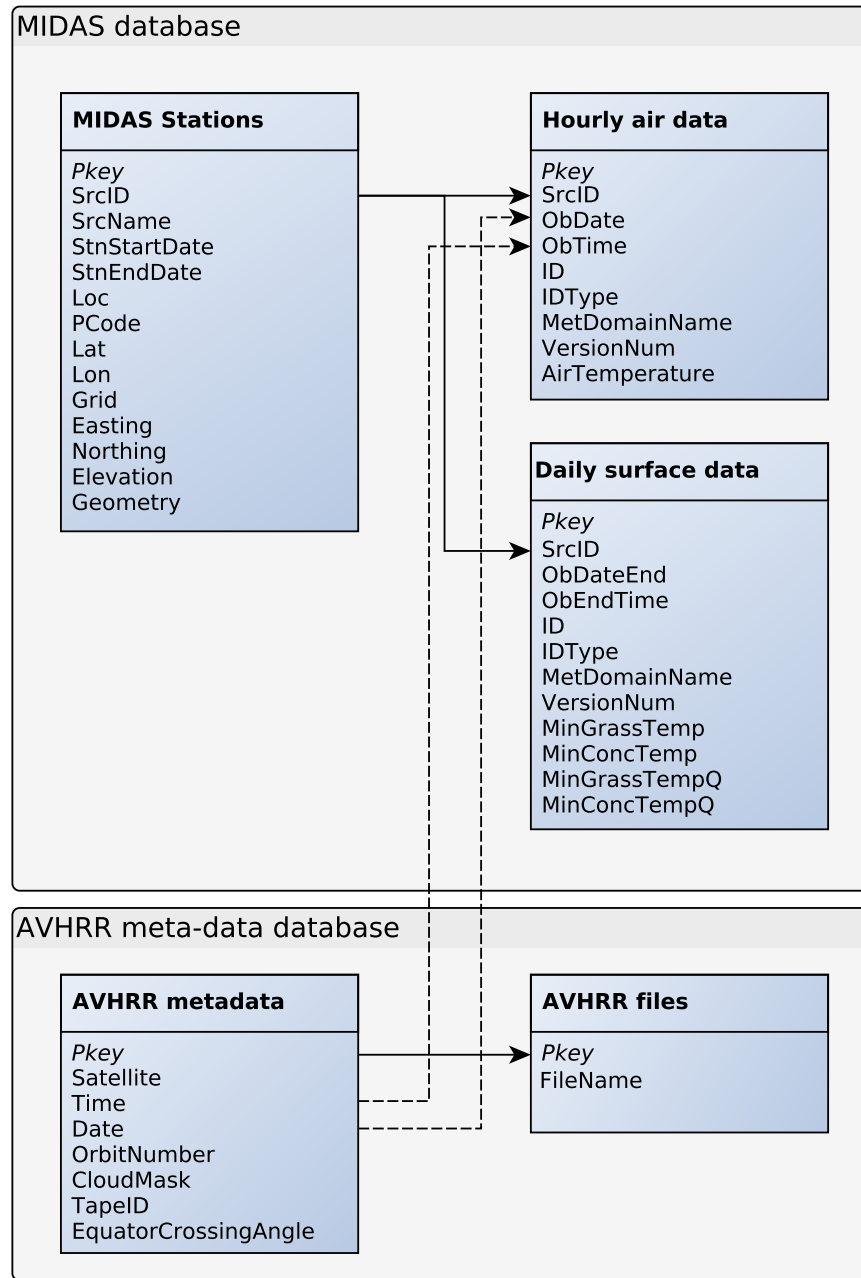 MIDAS database
MIDAS Stations
Pkey
SrcID
SrcName
StnStartDate
StnEndDate
Loc
PCode
Lat
Lon
Grid
Easting
Northing
Elevation
Geometry
Hourly air data
Pkey
SrcID
ObDate
ObTime
ID
IDType
MetDomainName
VersionNum
AirTemperature
Daily surface data
Pkey
SrcID
ObDateEnd
ObEndTime
ID
IDType
MetDomainName
VersionNum
MinGrassTemp
MinConcTemp
MinGrassTempQ
MinConcTempQ
AVHRR meta-data database
AVHRR metadata
Pkey
Satellite
Time
Date
OrbitNumber
CloudMask
TapeID
EquatorCrossingAngle
AVHRR files
Pkey
FileName